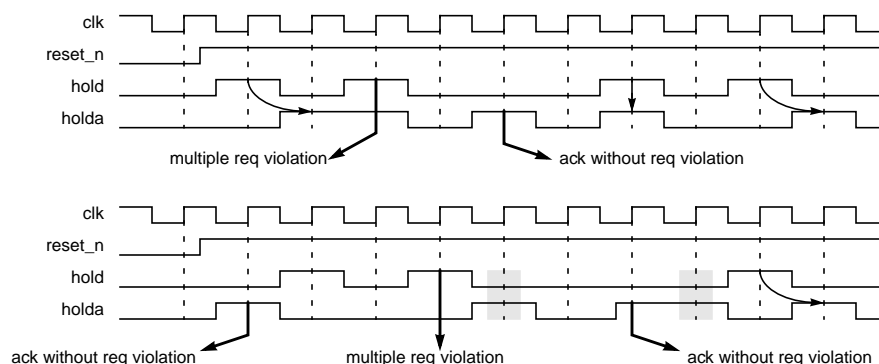 clk
reset_n
hold
holda
multiple req violation
ack without req violation
clk
reset_n
hold
holda
ack without req violation
multiple req violation
ack without req violation